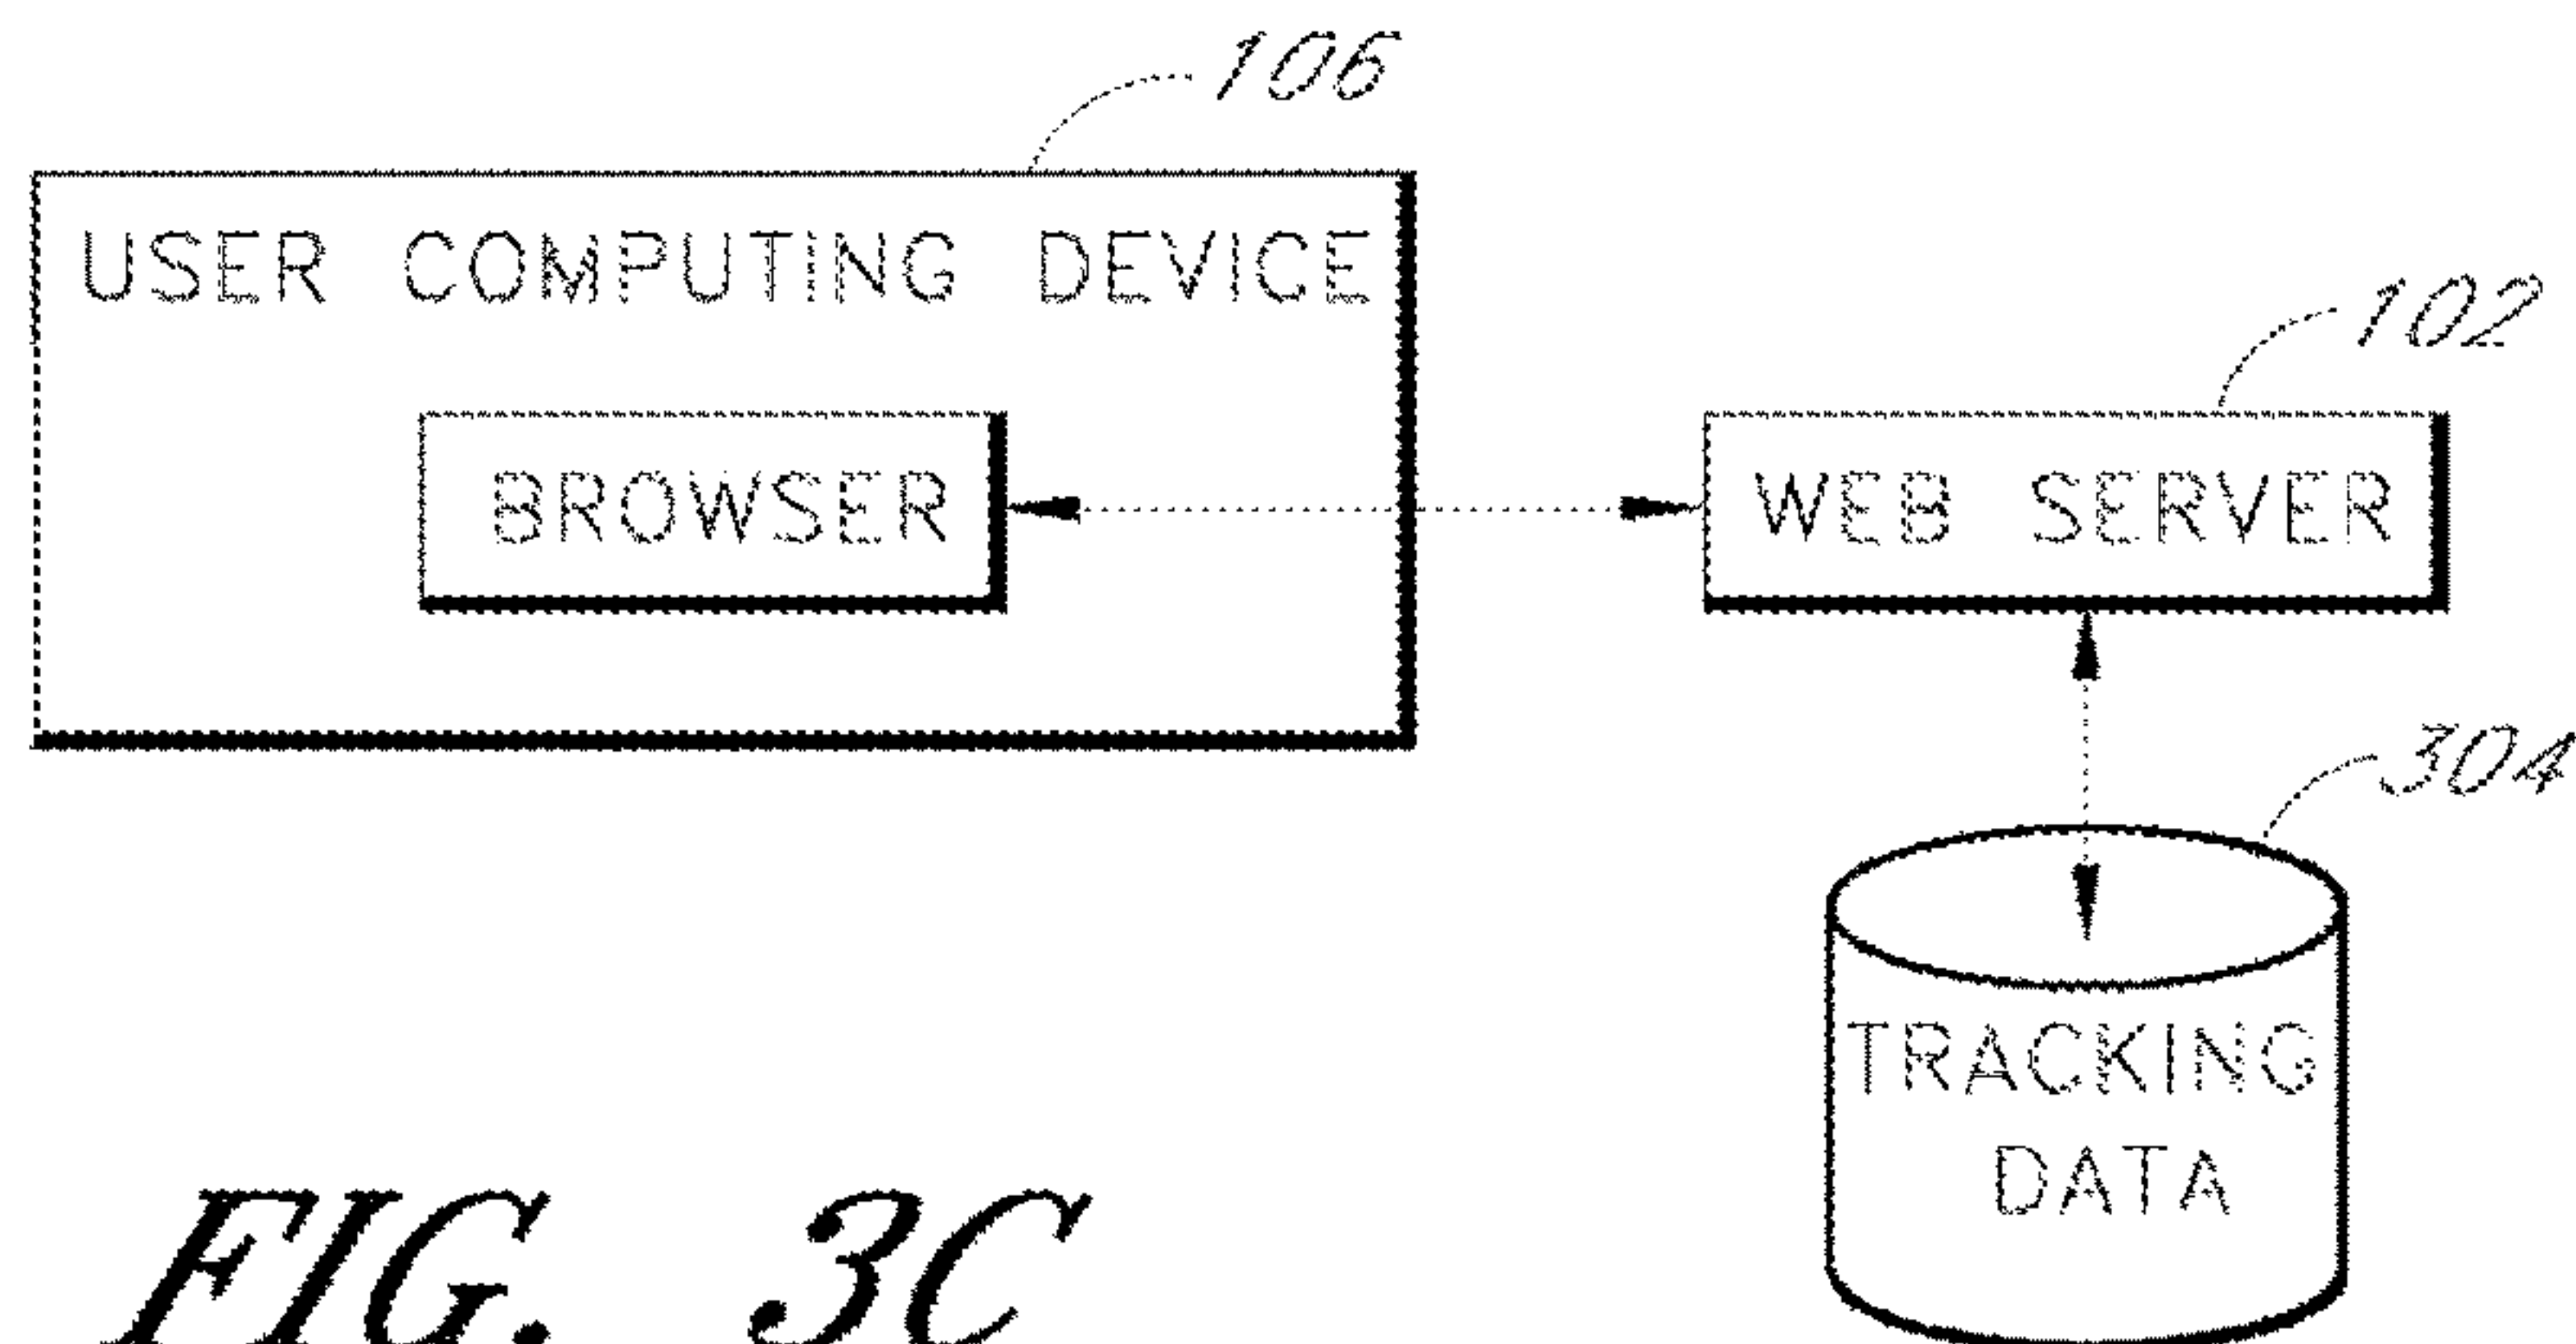 106
USER COMPUTING DEVICE
102
BROWSER
WEB SERVER
304
TRACKING
DATA
FIG. 3C